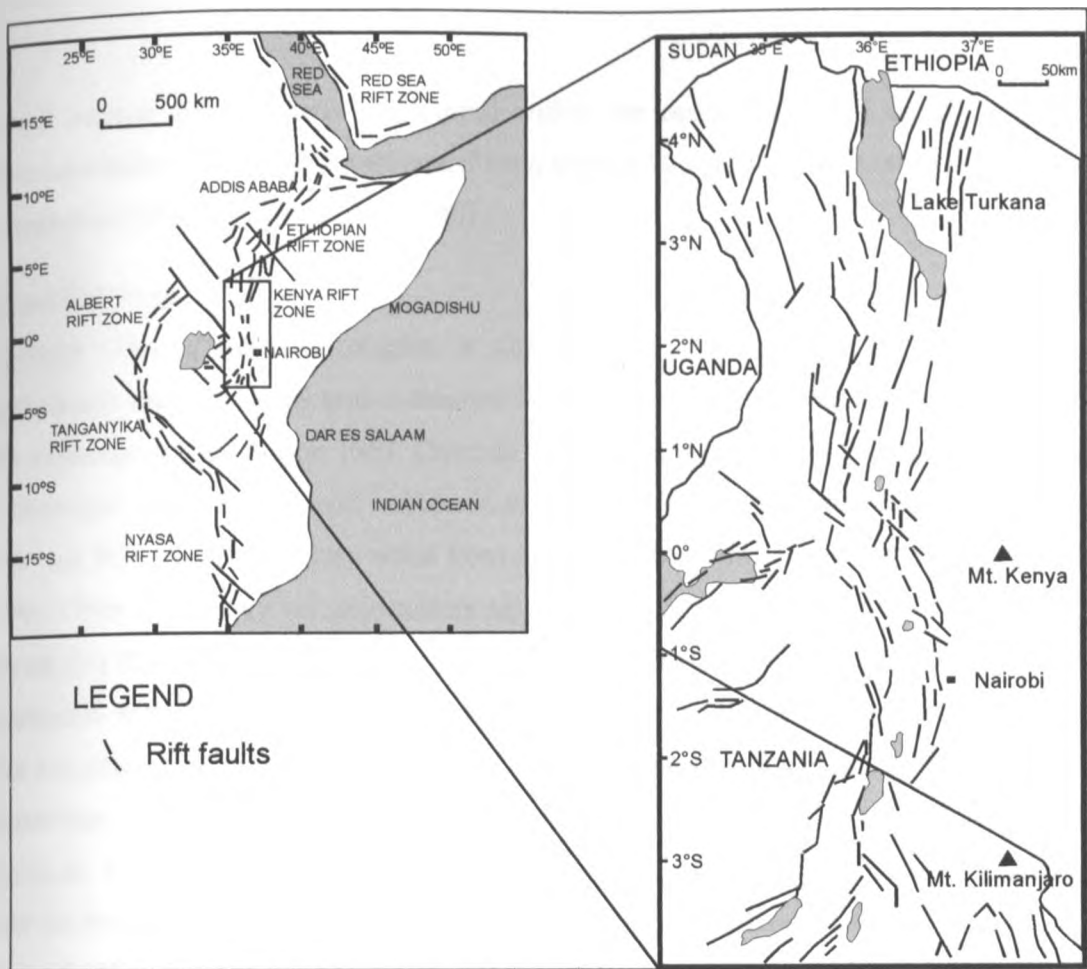 25°E 30°E 35°E 40°E 45°E 50°E
0 500 km
RED
SEA
RED SEA
RIFT ZONE
15°E
10°E
5°E
0°
5°S
10°S
15°S
ADDIS ABABA
ETHIOPIAN
RIFT ZONE
KENYA RIFT
ZONE
ALBERT
RIFT ZONE
NAIROBI
MOGADISHU
TANGANYIKA
RIFT ZONE
DAR ES SALAAM
INDIAN OCEAN
NYASA
RIFT ZONE
LEGEND
Rift faults
SUDAN
35°E 36°E 37°E
ETHIOPIA
0 50km
4°N
Lake Turkana
3°N
2°N
UGANDA
1°N
0°
Mt. Kenya
1°S
Nairobi
TANZANIA
2°S
3°S
Mt. Kilimanjaro